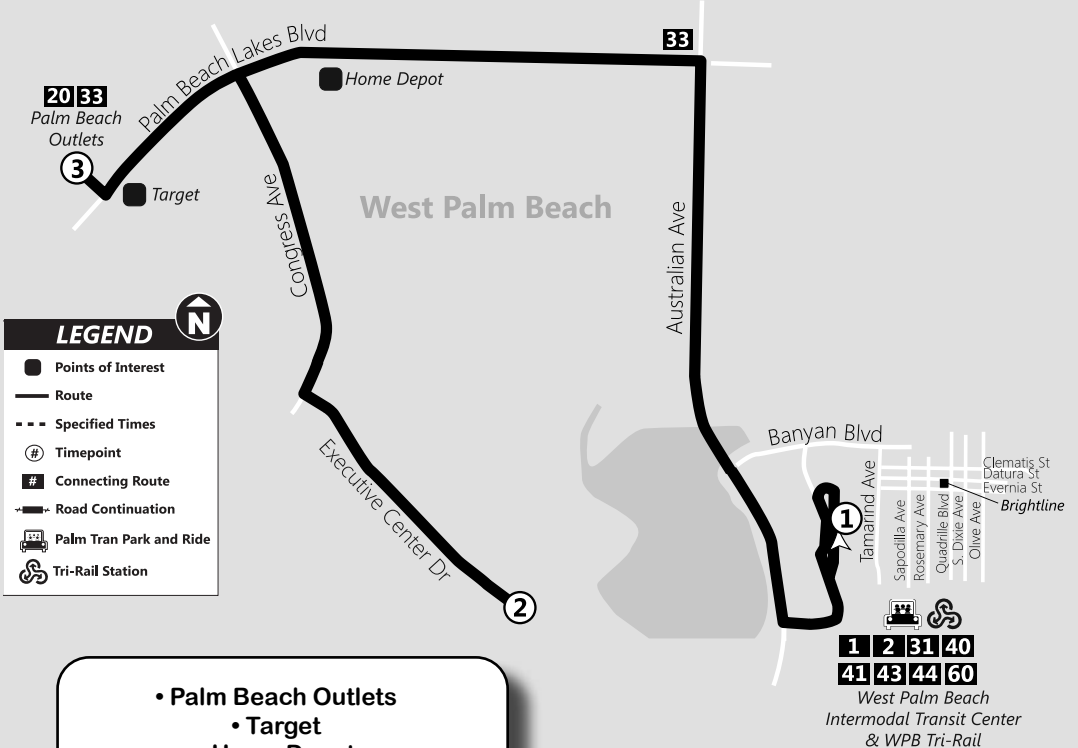 Palm Beach Lakes Blvd
33
Home Depot
20 33
Palm Beach
Outlets
3
Target
West Palm Beach
Congress Ave
Australian Ave
N
LEGEND
Points of Interest
Route
Specified Times
# Timepoint
# Connecting Route
Road Continuation
Palm Tran Park and Ride
Tri-Rail Station
Executive Center Dr
2
Banyan Blvd
1
Tamarind Ave
Sapodilla Ave
Rosemary Ave
Quadrille Blvd
S. Dixie Ave
Olive Ave
Clematis St
Datura St
Evernia St
Brightline
1 2 31 40
41 43 44 60
West Palm Beach
Intermodal Transit Center
& WPB Tri-Rail
• Palm Beach Outlets
• Target